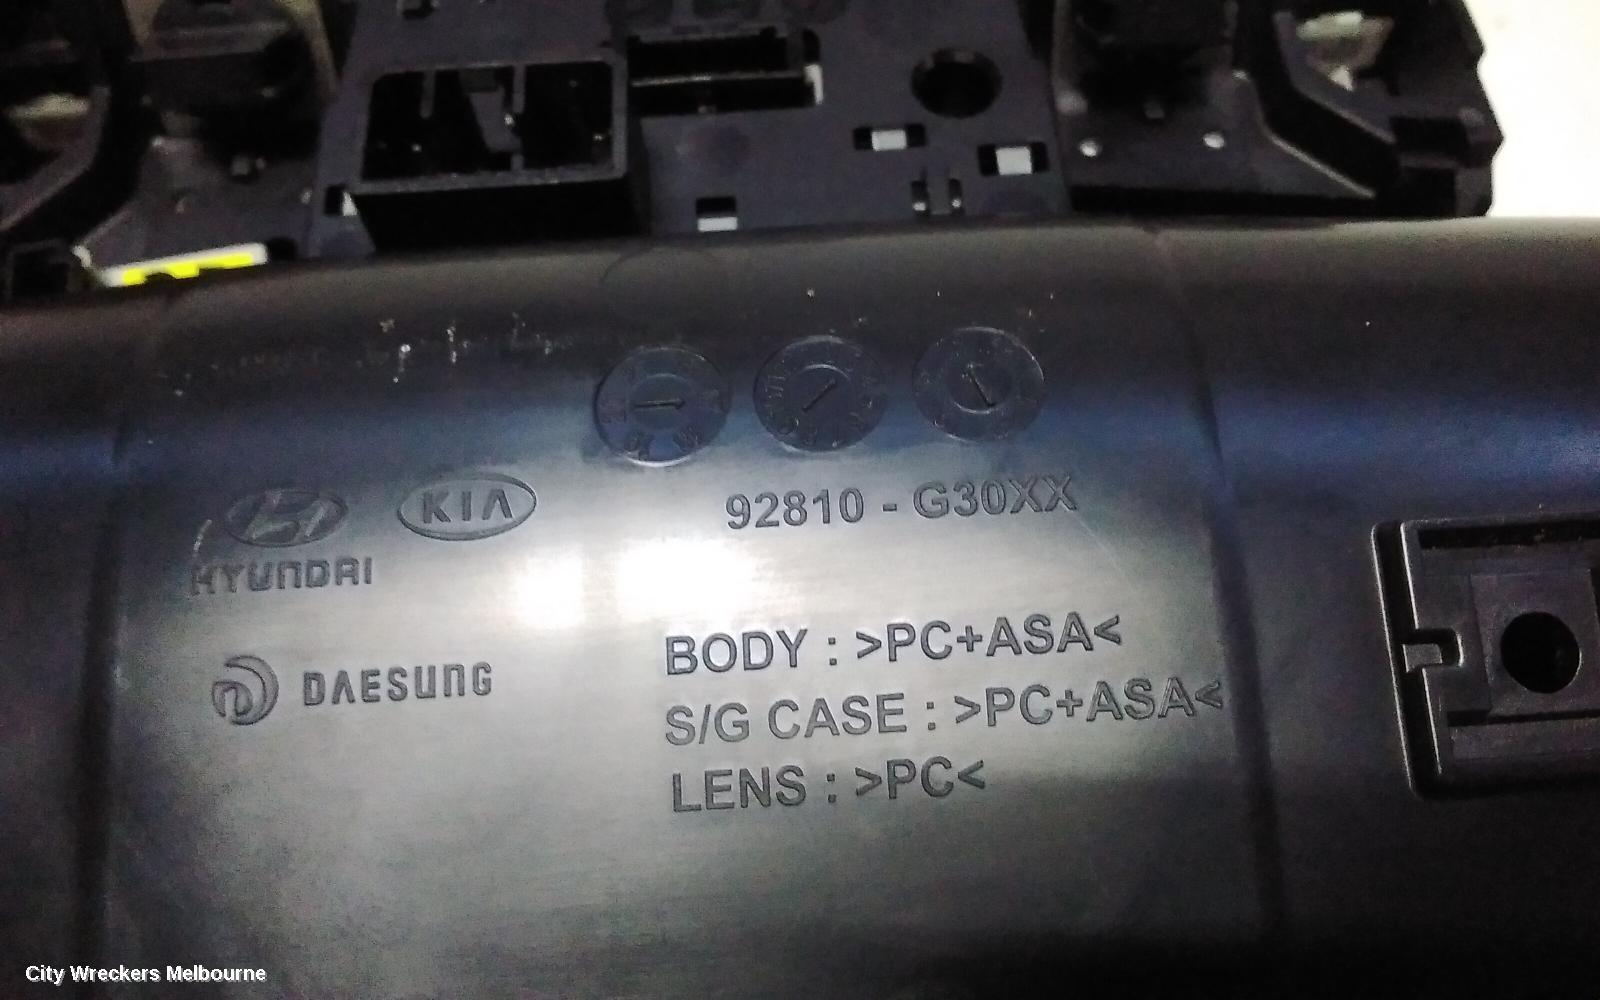 KIA
92810 - G30XX
HYUNDAI
DAESUNG
BODY : >PC+ASA<
S/G CASE : >PC+ASA<
LENS : >PC<
City Wreckers Melbourne